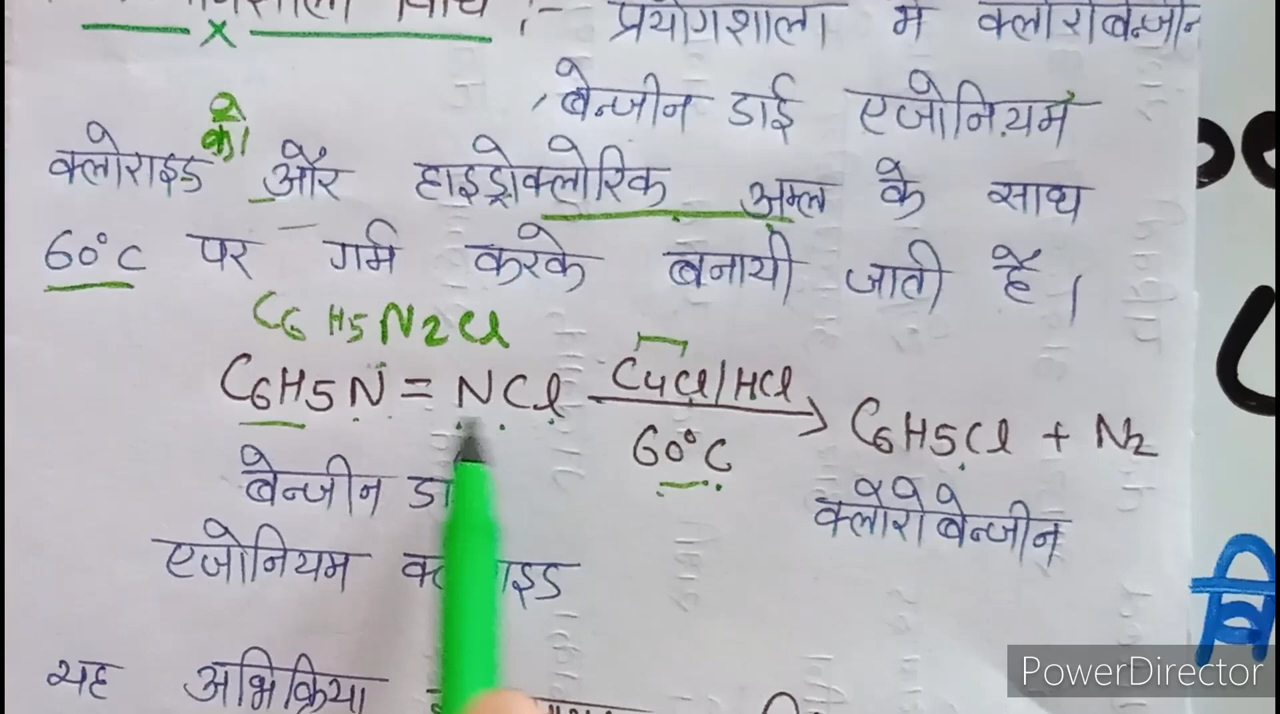 विधि :- प्रयोगशाला में क्लोरोबेन्जीन
बेन्जीन डाई एजोनियम
क्लोराइड को और हाइड्रोक्लोरिक अम्ल के साथ
60°C पर गर्म करके बनायी जाती है।
C6H5N2Cl
C6H5N=NCl CuCl/HCl 60°C C6H5Cl + N2
बेन्जीन
एजोनियम
क्लोरोबेन्जीन
यह अभिक्रिया
PowerDirector